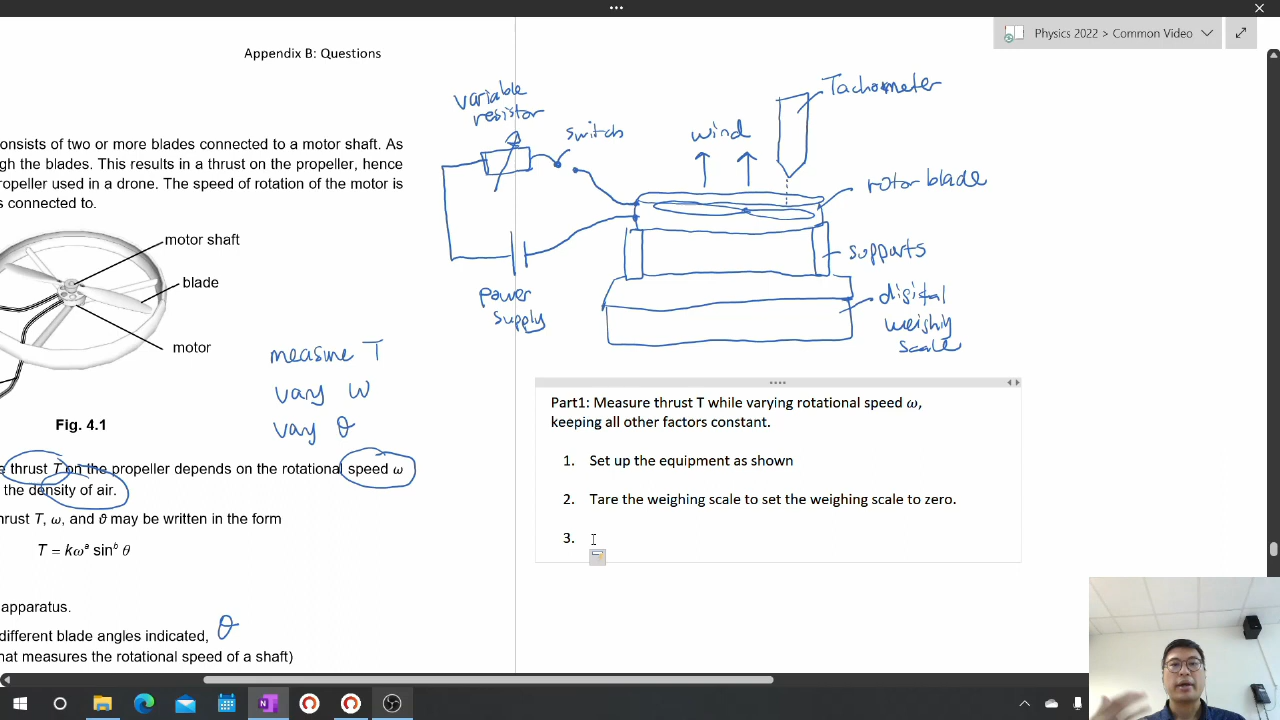 Physics 2022 > Common Video
Appendix B: Questions
onsists of two or more blades connected to a motor shaft. As
gh the blades. This results in a thrust on the propeller, hence
ropeller used in a drone. The speed of rotation of the motor is
s connected to.
motor shaft
blade
motor
Fig. 4.1
measure T
vary ω
vary θ
e thrust T on the propeller depends on the rotational speed ω
the density of air.
hrust T, ω, and ϑ may be written in the form
T = kωᵃ sinᵇ θ
apparatus.
different blade angles indicated, θ
hat measures the rotational speed of a shaft)
variable
resistor
switch
wind
Tachometer
rotor blade
supports
power
supply
digital
weighing
scale
Part1: Measure thrust T while varying rotational speed ω,
keeping all other factors constant.
1. Set up the equipment as shown
2. Tare the weighing scale to set the weighing scale to zero.
3.